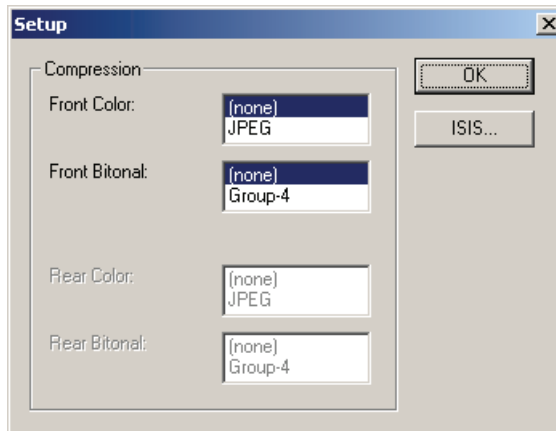 Setup
Compression
Front Color:
(none)
JPEG
OK
ISIS...
Front Bitonal:
(none)
Group-4
Rear Color:
(none)
JPEG
Rear Bitonal:
(none)
Group-4